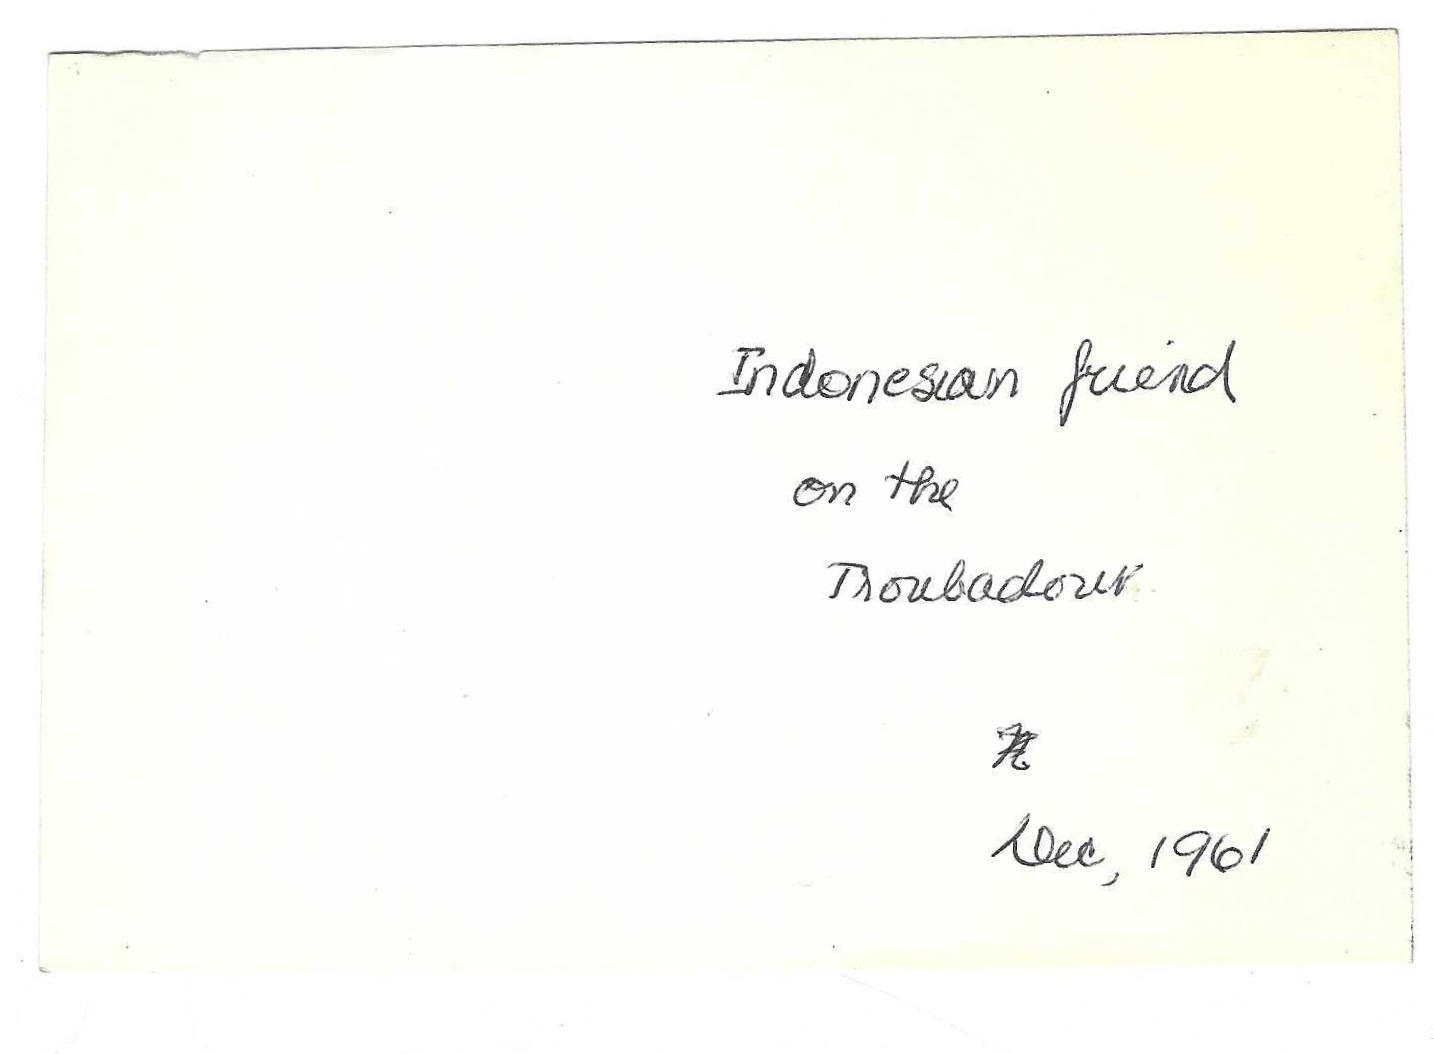 Indonesian friend
on the
Troubadour
Dec, 1961